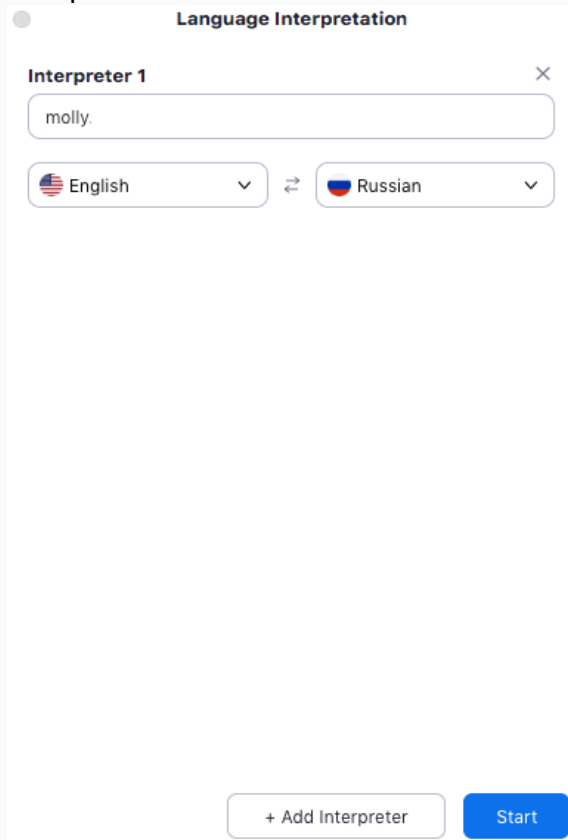 Language Interpretation
Interpreter 1
molly.
English Russian
+ Add Interpreter Start